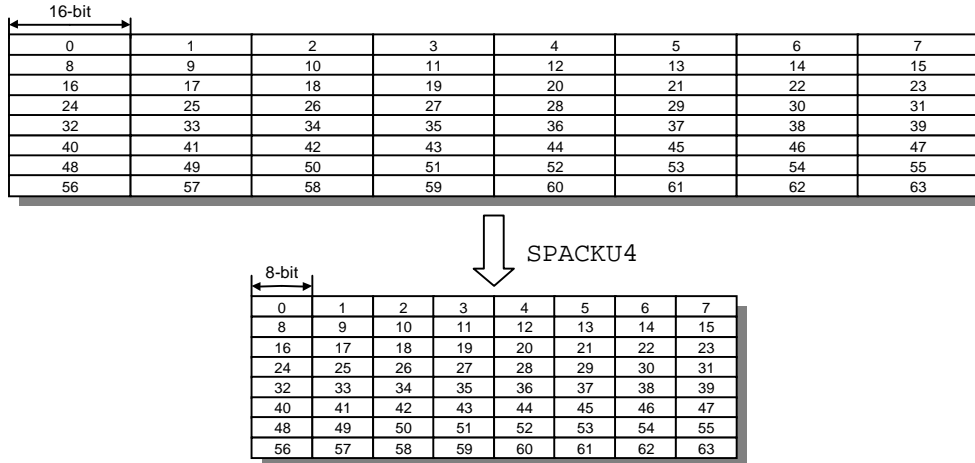 16-bit
0 1 2 3 4 5 6 7
8 9 10 11 12 13 14 15
16 17 18 19 20 21 22 23
24 25 26 27 28 29 30 31
32 33 34 35 36 37 38 39
40 41 42 43 44 45 46 47
48 49 50 51 52 53 54 55
56 57 58 59 60 61 62 63
SPACKU4
8-bit
0 1 2 3 4 5 6 7
8 9 10 11 12 13 14 15
16 17 18 19 20 21 22 23
24 25 26 27 28 29 30 31
32 33 34 35 36 37 38 39
40 41 42 43 44 45 46 47
48 49 50 51 52 53 54 55
56 57 58 59 60 61 62 63